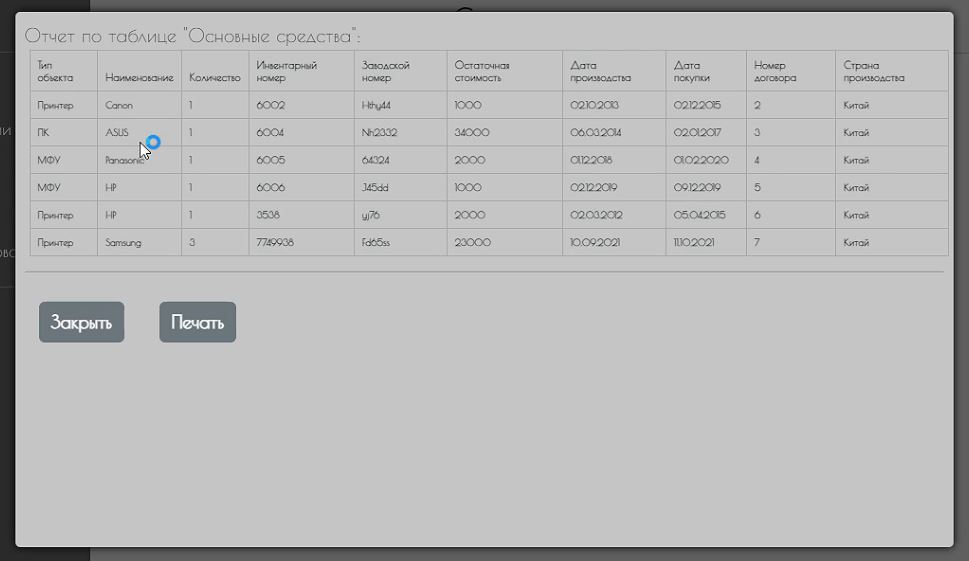 Отчет по таблице "Основные средства":
Тип объекта Наименование Количество Инвентарный номер Заводской номер Остаточная стоимость Дата производства Дата покупки Номер договора Страна производства
Принтер Canon 1 6002 Hthy44 1000 02.10.2013 02.12.2015 2 Китай
ПК ASUS 1 6004 Nh2332 34000 06.03.2014 02.01.2017 3 Китай
МФУ Panasonic 1 6005 64324 2000 01.12.2018 01.02.2020 4 Китай
МФУ HP 1 6006 J45dd 1000 02.12.2019 09.12.2019 5 Китай
Принтер HP 1 3538 yj76 2000 02.03.2012 05.04.2015 6 Китай
Принтер Samsung 3 7749938 Fd65ss 23000 10.09.2021 11.10.2021 7 Китай
Закрыть Печать